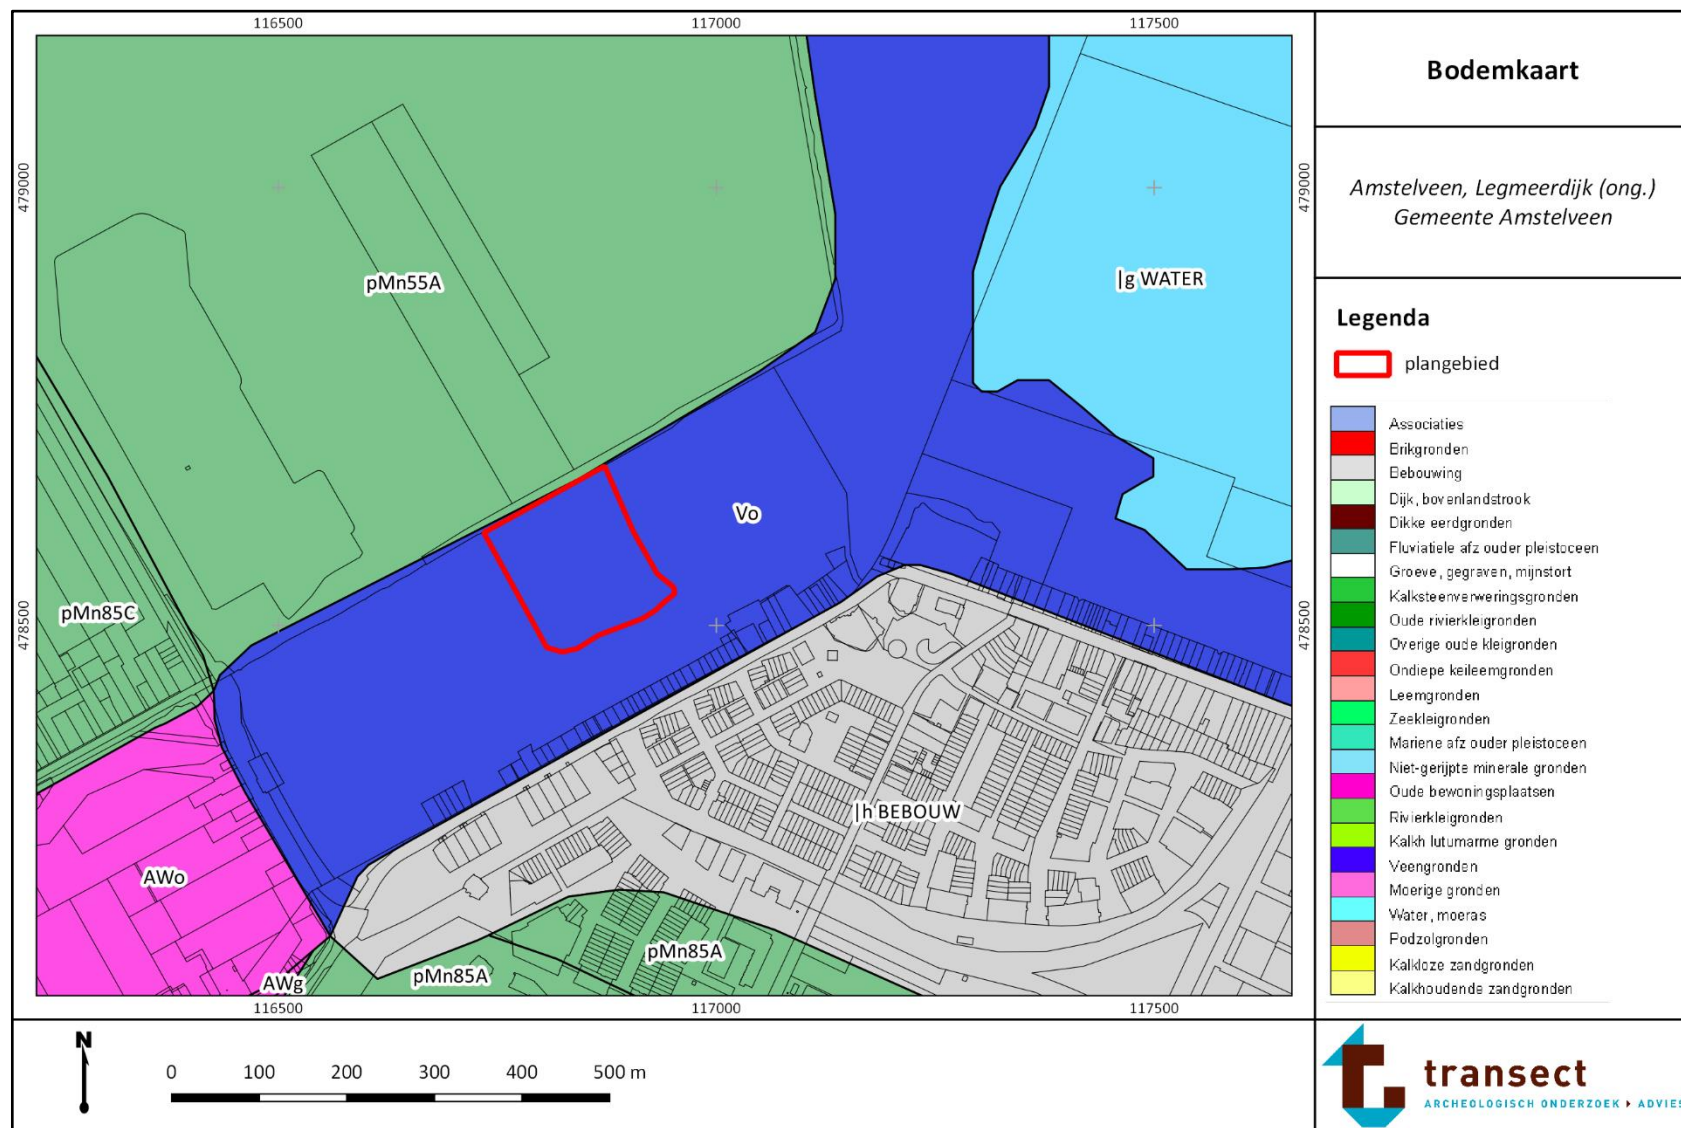 116500
117000
117500
479000
479000
478500
478500
pMn55A
|g WATER
Vo
pMn85C
|h BEBOUW
AWo
pMn85A
pMn85A
AWg
116500
117000
117500
N
0
100
200
300
400
500 m
Bodemkaart
Amstelveen, Legmeerdijk (ong.)
Gemeente Amstelveen
Legenda
plangebied
Associaties
Brikgronden
Bebouwing
Dijk, bovenlandstrook
Dikke eerdgronden
Fluviatiele afz ouder pleistoceen
Groeve, gegraven, mijnstort
Kalksteenverweringsgronden
Oude rivierkleigronden
Overige oude kleigronden
Ondiepe keileemgronden
Leemgronden
Zeekleigronden
Mariene afz ouder pleistoceen
Niet-gerijpte minerale gronden
Oude bewoningsplaatsen
Rivierkleigronden
Kalkh lutumarme gronden
Veengronden
Moerige gronden
Water, moeras
Podzolgronden
Kalkloze zandgronden
Kalkhoudende zandgronden
transect
ARCHEOLOGISCH ONDERZOEK ▸ ADVIES